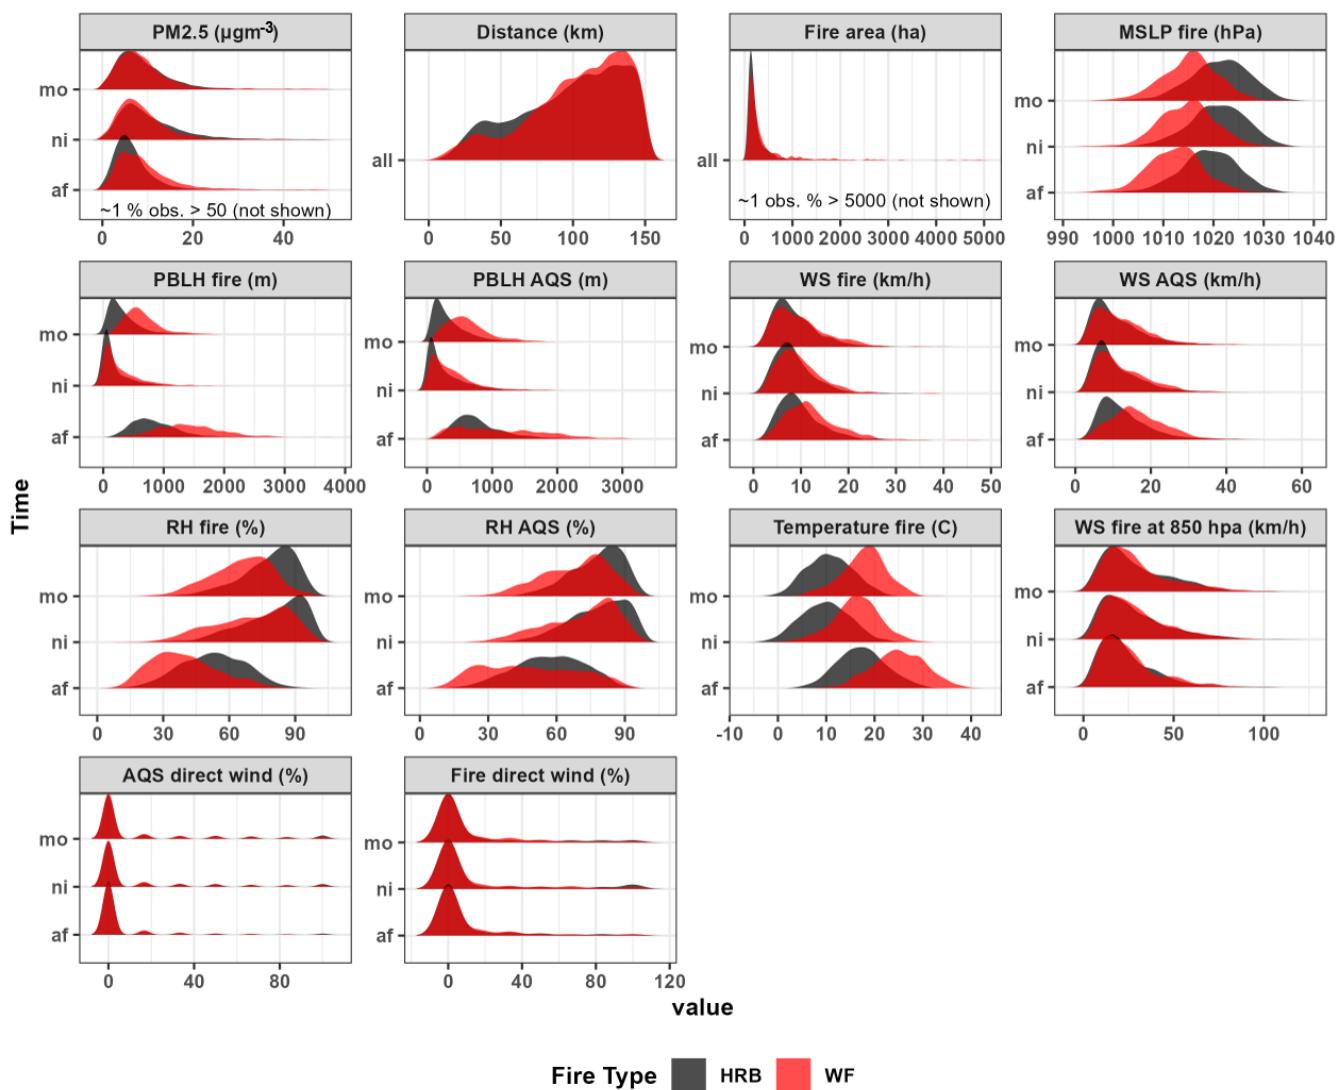 PM2.5 (µgm-3)
Distance (km)
Fire area (ha)
MSLP fire (hPa)
mo
ni
af
~1 % obs. > 50 (not shown)
0 20 40
all
0 50 100 150
all
~1 obs. % > 5000 (not shown)
0 1000 2000 3000 4000 5000
mo
ni
af
990 1000 1010 1020 1030 1040
PBLH fire (m)
PBLH AQS (m)
WS fire (km/h)
WS AQS (km/h)
mo
ni
af
0 1000 2000 3000 4000
mo
ni
af
0 1000 2000 3000
mo
ni
af
0 10 20 30 40 50
mo
ni
af
0 20 40 60
Time
RH fire (%)
RH AQS (%)
Temperature fire (C)
WS fire at 850 hpa (km/h)
mo
ni
af
0 30 60 90
mo
ni
af
0 30 60 90
mo
ni
af
-10 0 10 20 30 40
mo
ni
af
0 50 100
AQS direct wind (%)
Fire direct wind (%)
mo
ni
af
0 40 80
mo
ni
af
0 40 80 120
value
Fire Type HRB WF